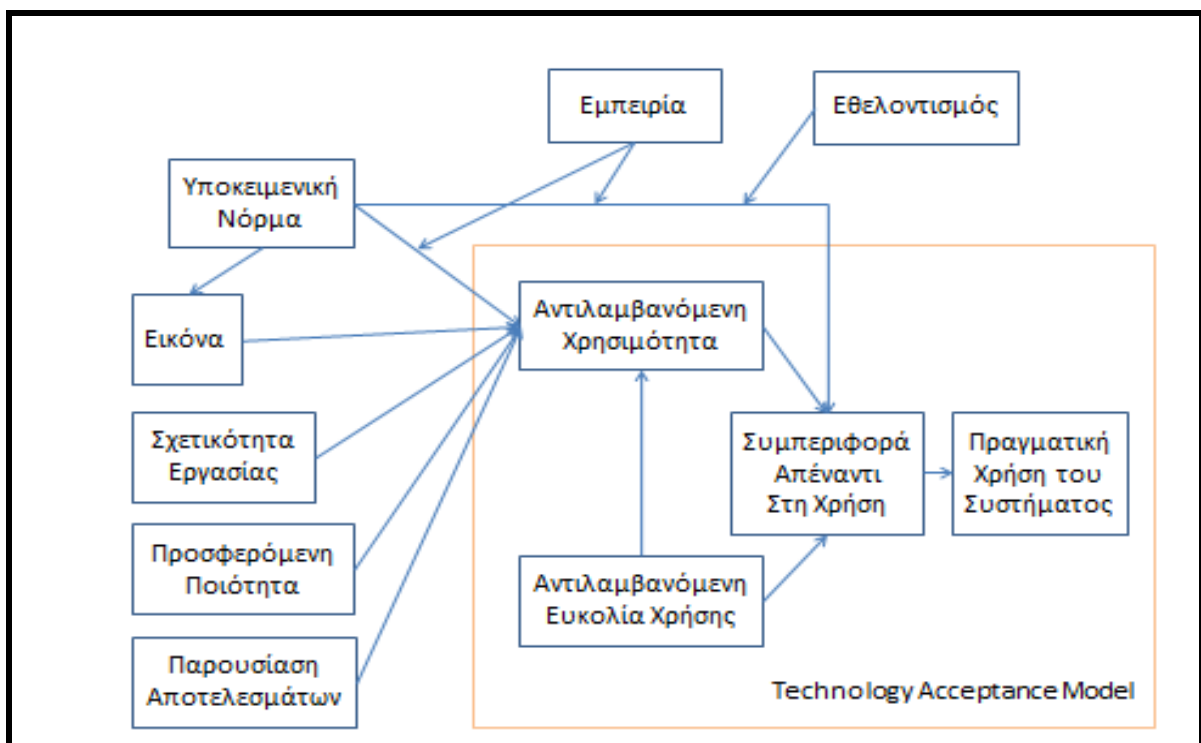 Εμπειρία
Εθελοντισμός
Υποκειμενική
Νόρμα
Εικόνα
Αντιλαμβανόμενη
Χρησιμότητα
Σχετικότητα
Εργασίας
Συμπεριφορά
Απέναντι
Στη Χρήση
Πραγματική
Χρήση του
Συστήματος
Προσφερόμενη
Ποιότητα
Αντιλαμβανόμενη
Ευκολία Χρήσης
Παρουσίαση
Αποτελεσμάτων
Technology Acceptance Model